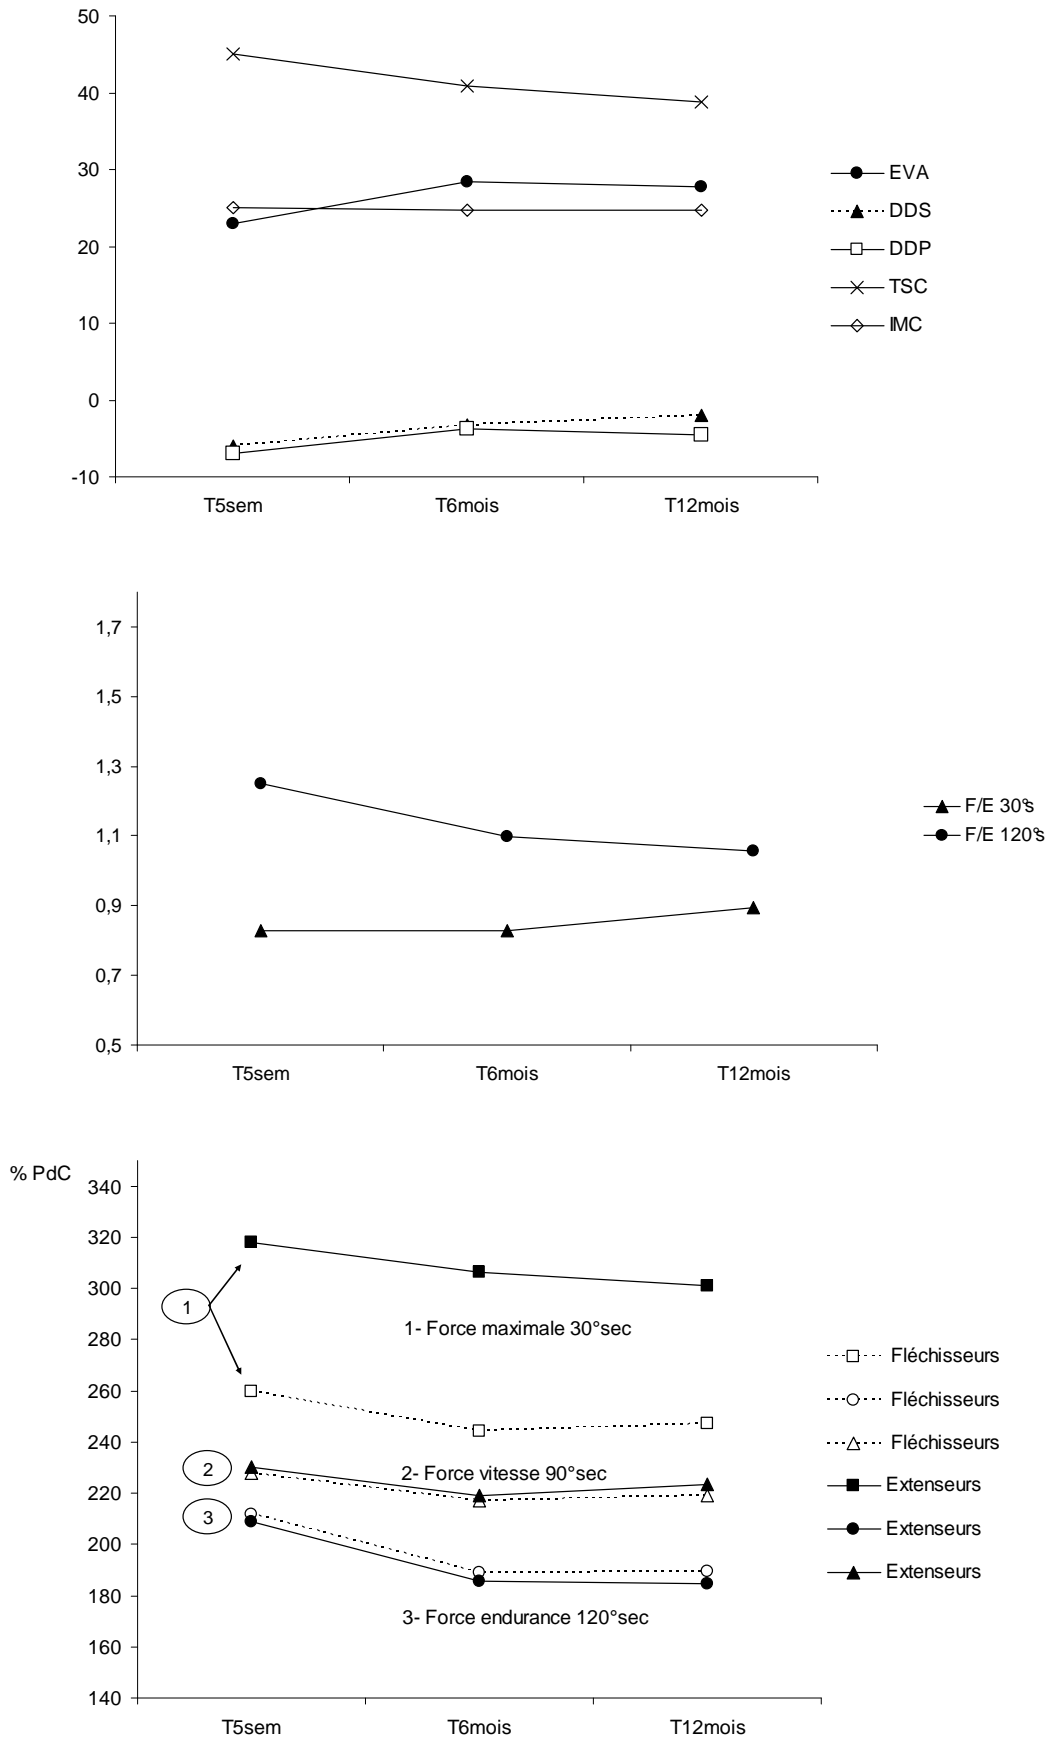 50
40
30
20
10
0
-10
T5sem T6mois T12mois
EVA
DDS
DDP
TSC
IMC
1,7
1,5
1,3
1,1
0,9
0,7
0,5
T5sem T6mois T12mois
F/E 30°s
F/E 120°s
% PdC
340
320
300
280
260
240
220
200
180
160
140
1
1- Force maximale 30°sec
2
2- Force vitesse 90°sec
3
3- Force endurance 120°sec
T5sem T6mois T12mois
Fléchisseurs
Fléchisseurs
Fléchisseurs
Extenseurs
Extenseurs
Extenseurs